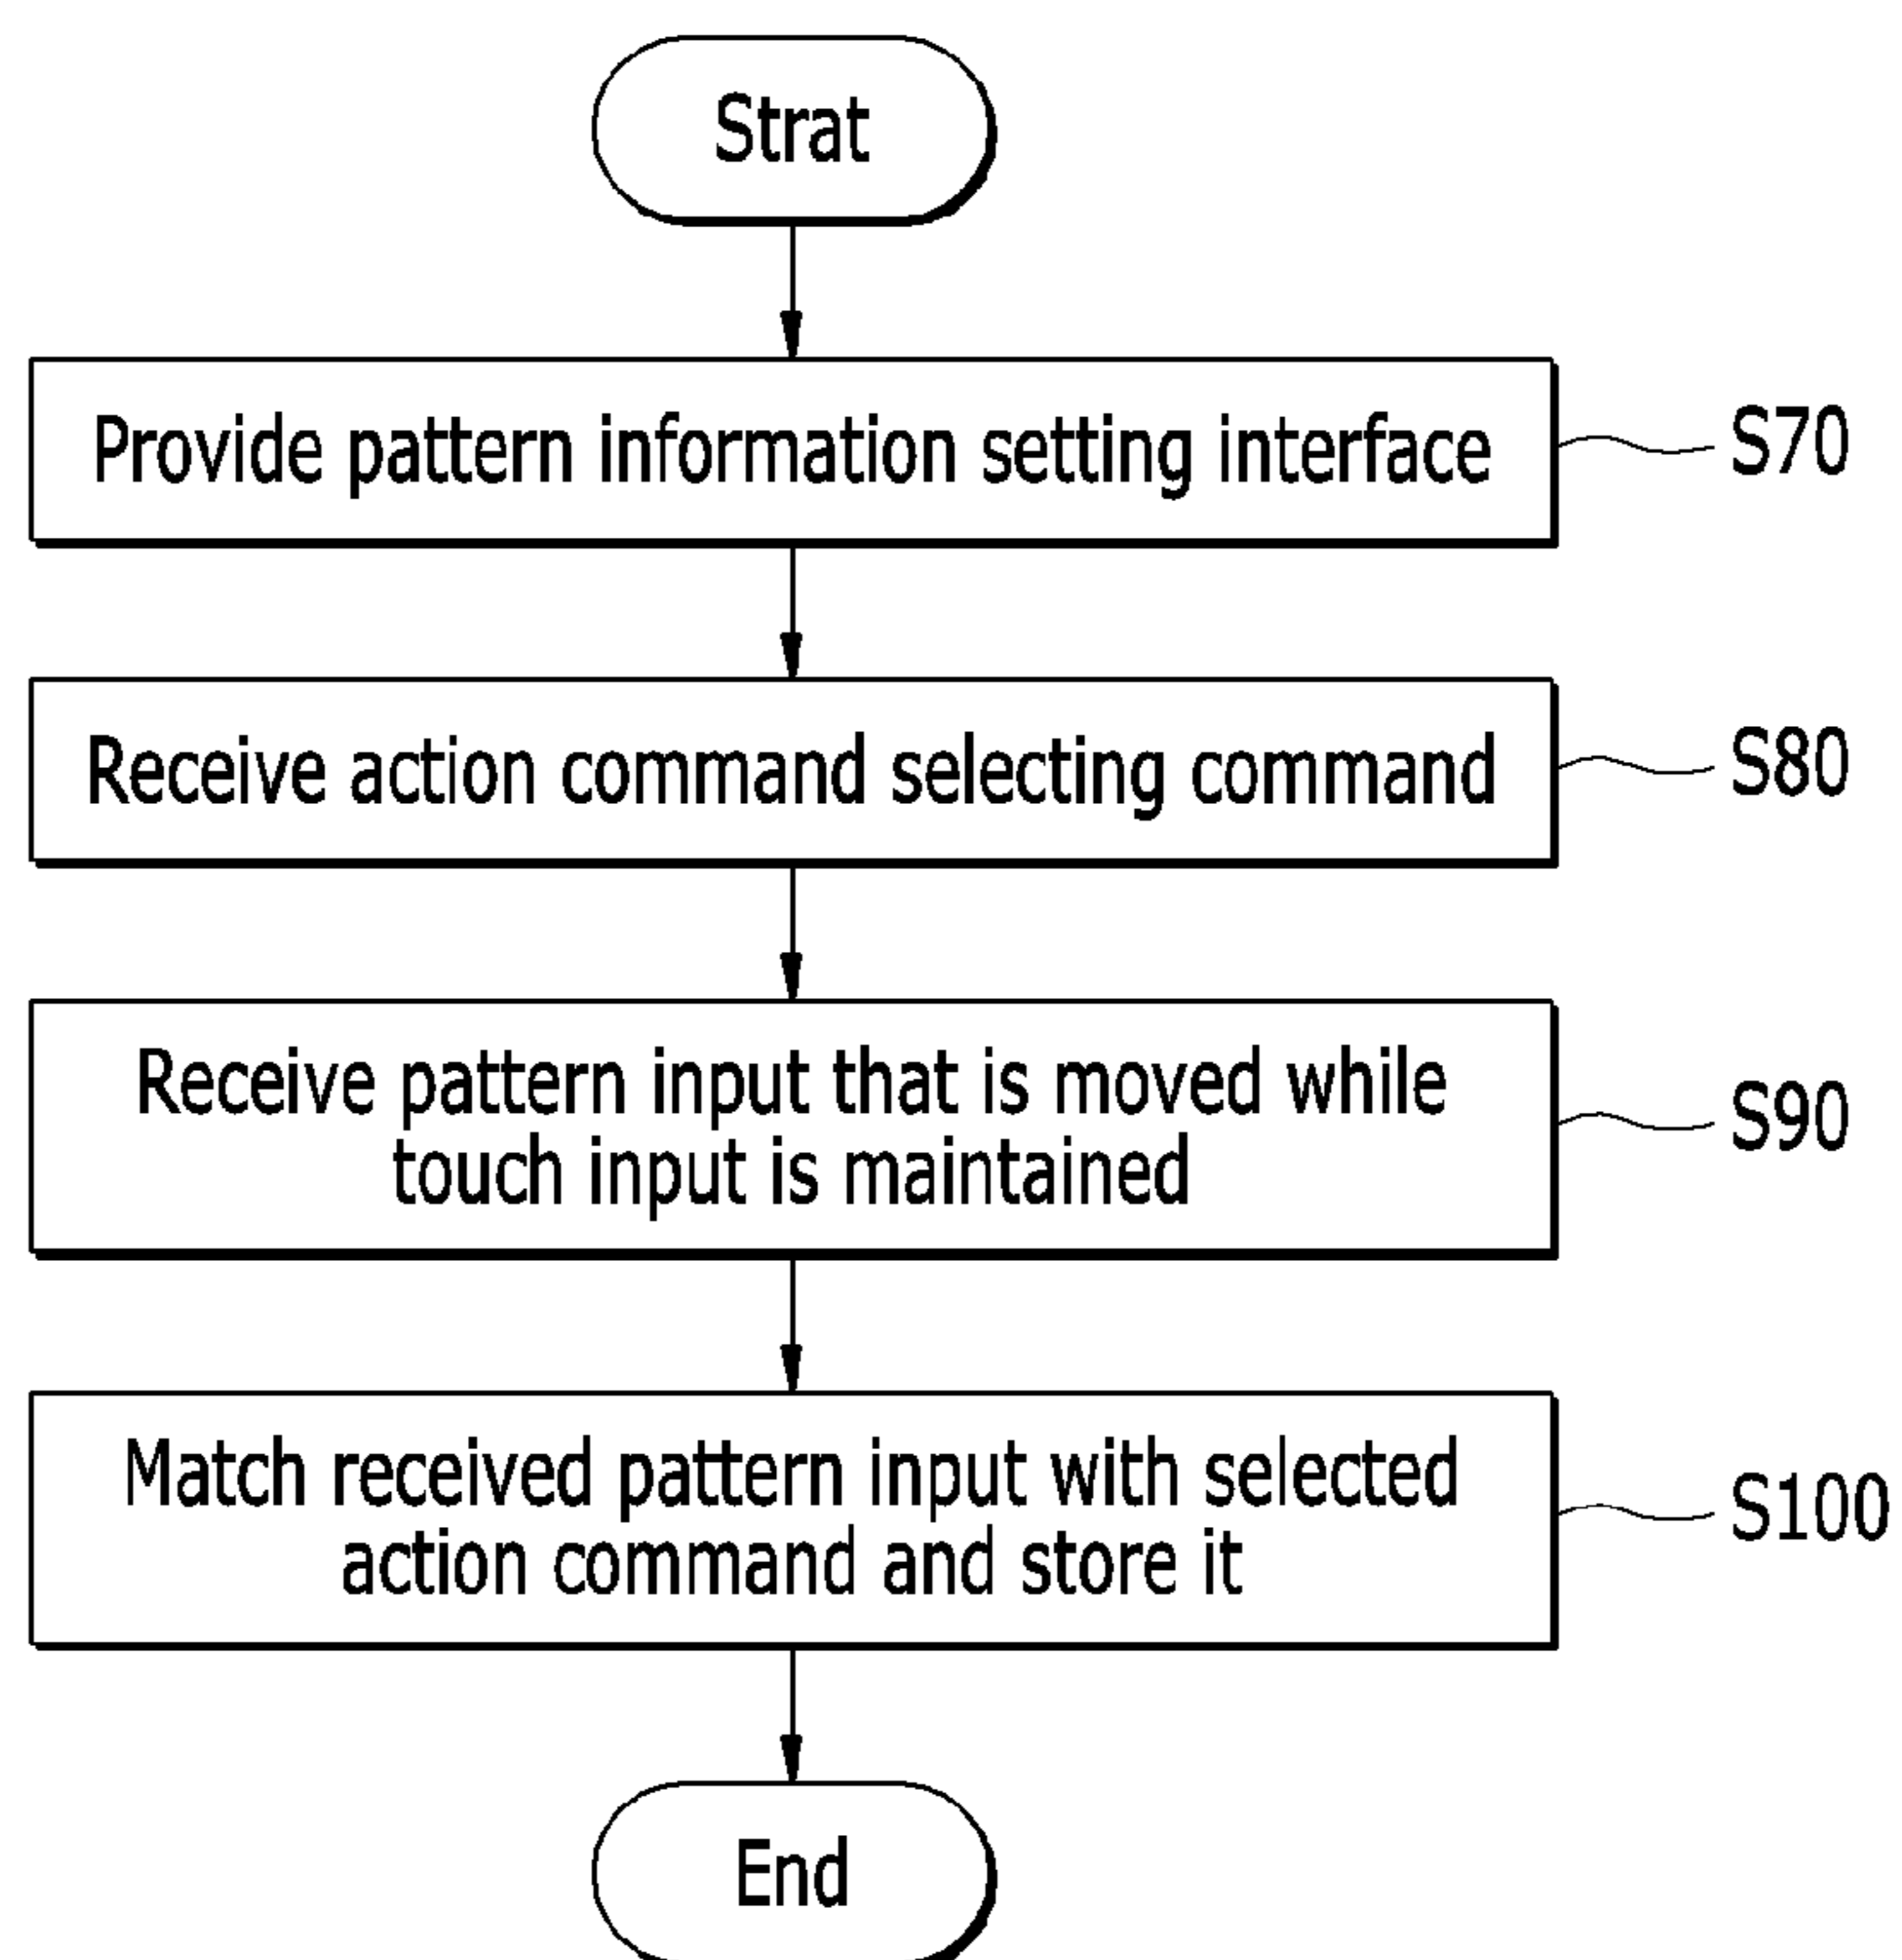 Strat
Provide pattern information setting interface
S70
Receive action command selecting command
S80
Receive pattern input that is moved while
touch input is maintained
S90
Match received pattern input with selected
action command and store it
S100
End